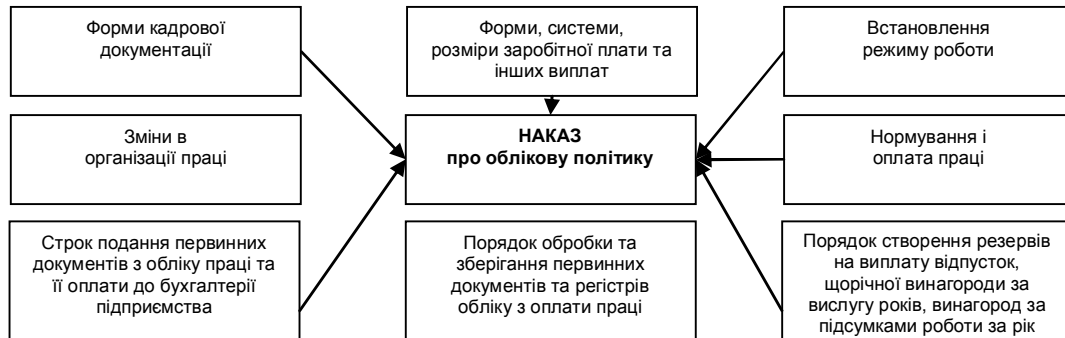 Форми кадрової
документації
Форми, системи,
розміри заробітної плати та
інших виплат
Встановлення
режиму роботи
Зміни в
організації праці
НАКАЗ
про облікову політику
Нормування і
оплата праці
Строк подання первинних
документів з обліку праці та
її оплати до бухгалтерії
підприємства
Порядок обробки та
зберігання первинних
документів та регістрів
обліку з оплати праці
Порядок створення резервів
на виплату відпусток,
щорічної винагороди за
вислугу років, винагород за
підсумками роботи за рік